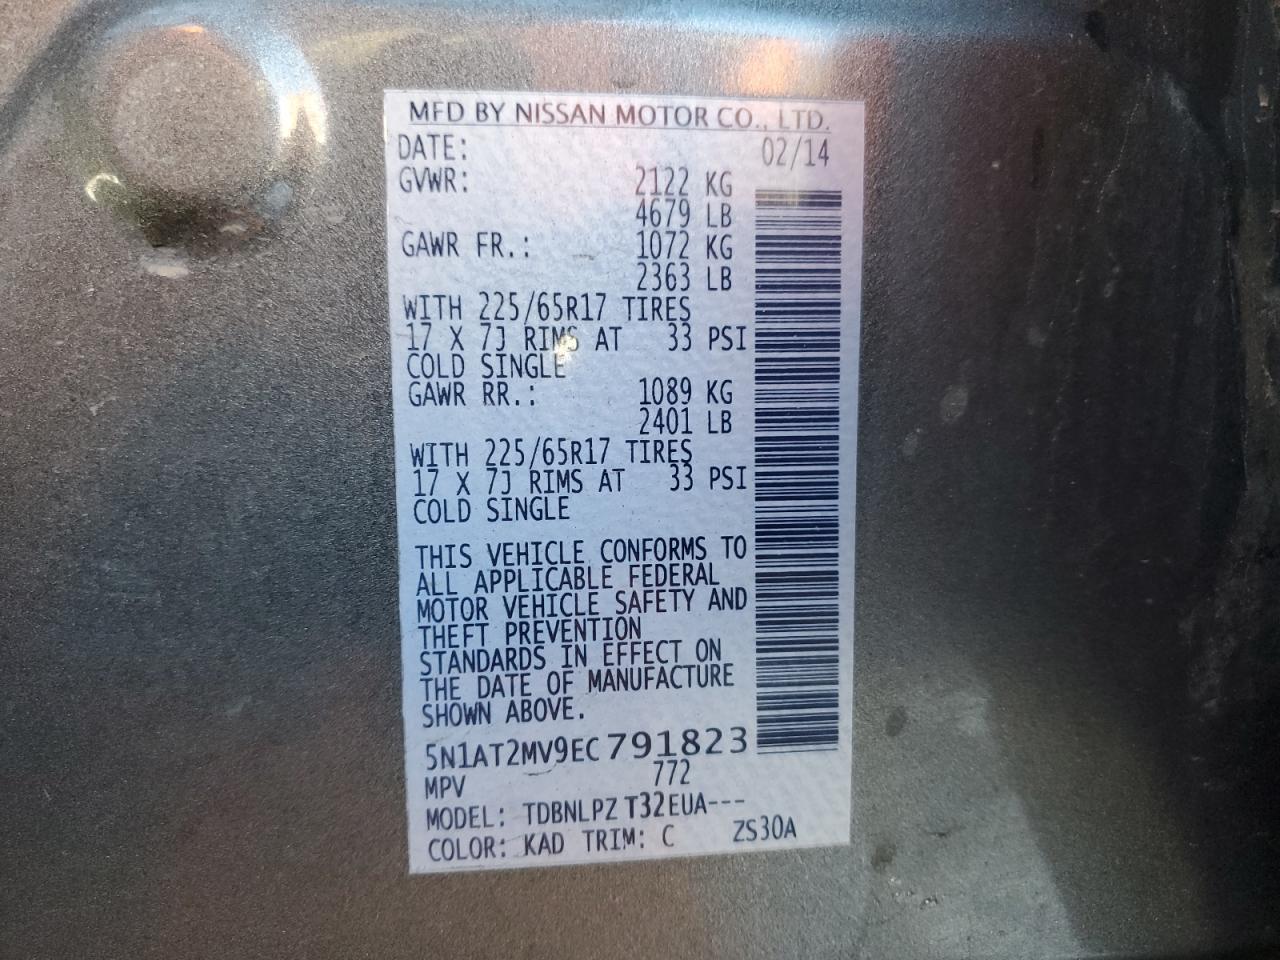 MFD BY NISSAN MOTOR CO., LTD.
DATE: 02/14
GVWR: 2122 KG
4679 LB
GAWR FR.: 1072 KG
2363 LB
WITH 225/65R17 TIRES
17 X 7J RIMS AT 33 PSI
COLD SINGLE
GAWR RR.: 1089 KG
2401 LB
WITH 225/65R17 TIRES
17 X 7J RIMS AT 33 PSI
COLD SINGLE
THIS VEHICLE CONFORMS TO
ALL APPLICABLE FEDERAL
MOTOR VEHICLE SAFETY AND
THEFT PREVENTION
STANDARDS IN EFFECT ON
THE DATE OF MANUFACTURE
SHOWN ABOVE.
5N1AT2MV9EC791823
MPV 772
MODEL: TDBNLPZ T32EUA---
COLOR: KAD TRIM: C ZS30A